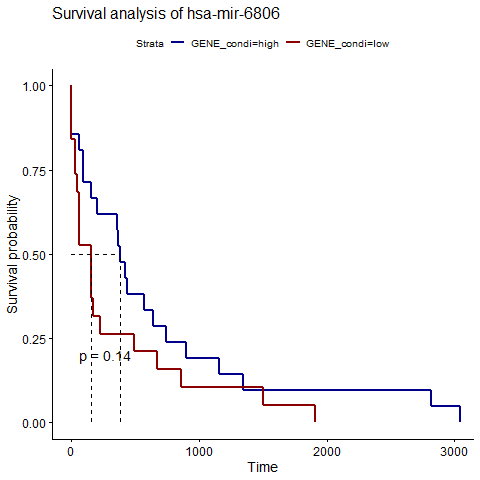 Survival analysis of hsa-mir-6806
Strata GENE_condi=high GENE_condi=low
1.00
0.75
0.50
0.25
0.00
Survival probability
p = 0.14
0 1000 2000 3000
Time